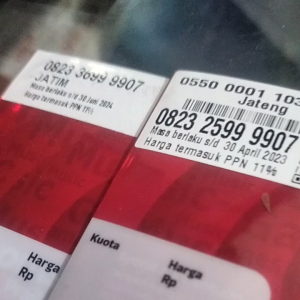 0823 3699 9907
JATIM
Masa berlaku s/d 30 Juni 2024
Harga termasuk PPN 11%
0550 0001 103
Jateng
0823 2599 9907
Masa berlaku s/d 30 April 2023
Harga termasuk PPN 11%
Kuota
Harga
Rp
Harga
Rp